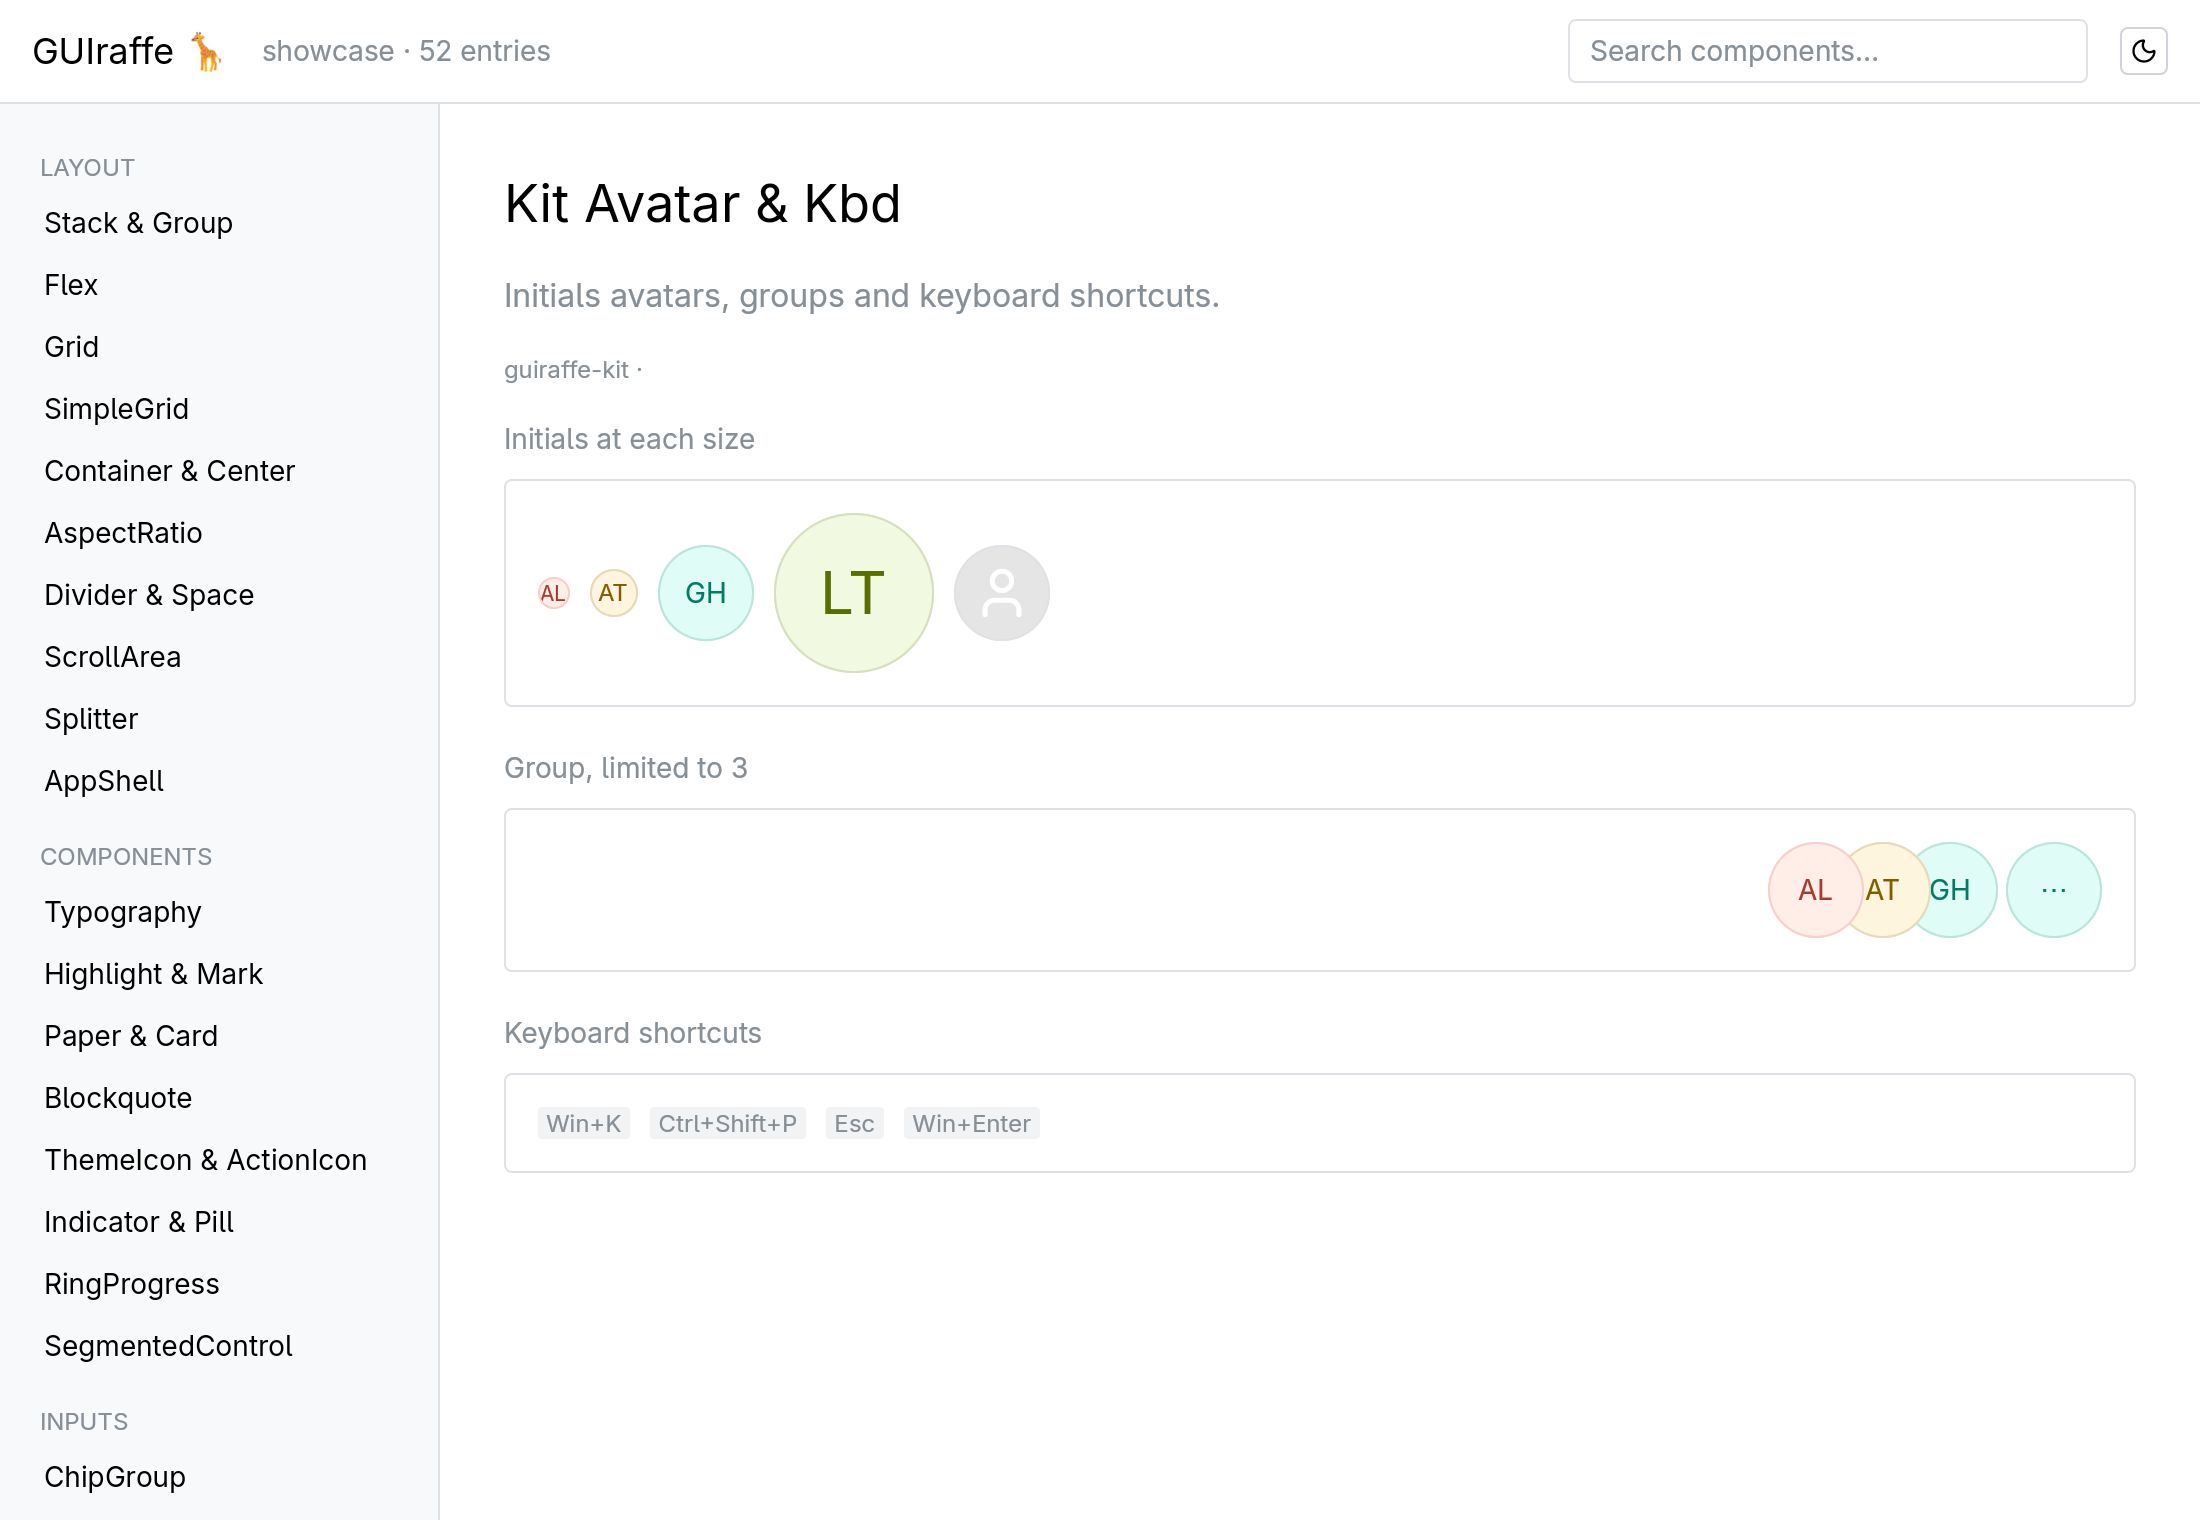 GUIraffe 🦒 showcase · 52 entries
Search components...
LAYOUT
Stack & Group
Flex
Grid
SimpleGrid
Container & Center
AspectRatio
Divider & Space
ScrollArea
Splitter
AppShell
COMPONENTS
Typography
Highlight & Mark
Paper & Card
Blockquote
ThemeIcon & ActionIcon
Indicator & Pill
RingProgress
SegmentedControl
INPUTS
ChipGroup
Kit Avatar & Kbd
Initials avatars, groups and keyboard shortcuts.
guiraffe-kit ·
Initials at each size
AL AT GH LT
Group, limited to 3
AL AT GH ⋯
Keyboard shortcuts
Win+K Ctrl+Shift+P Esc Win+Enter